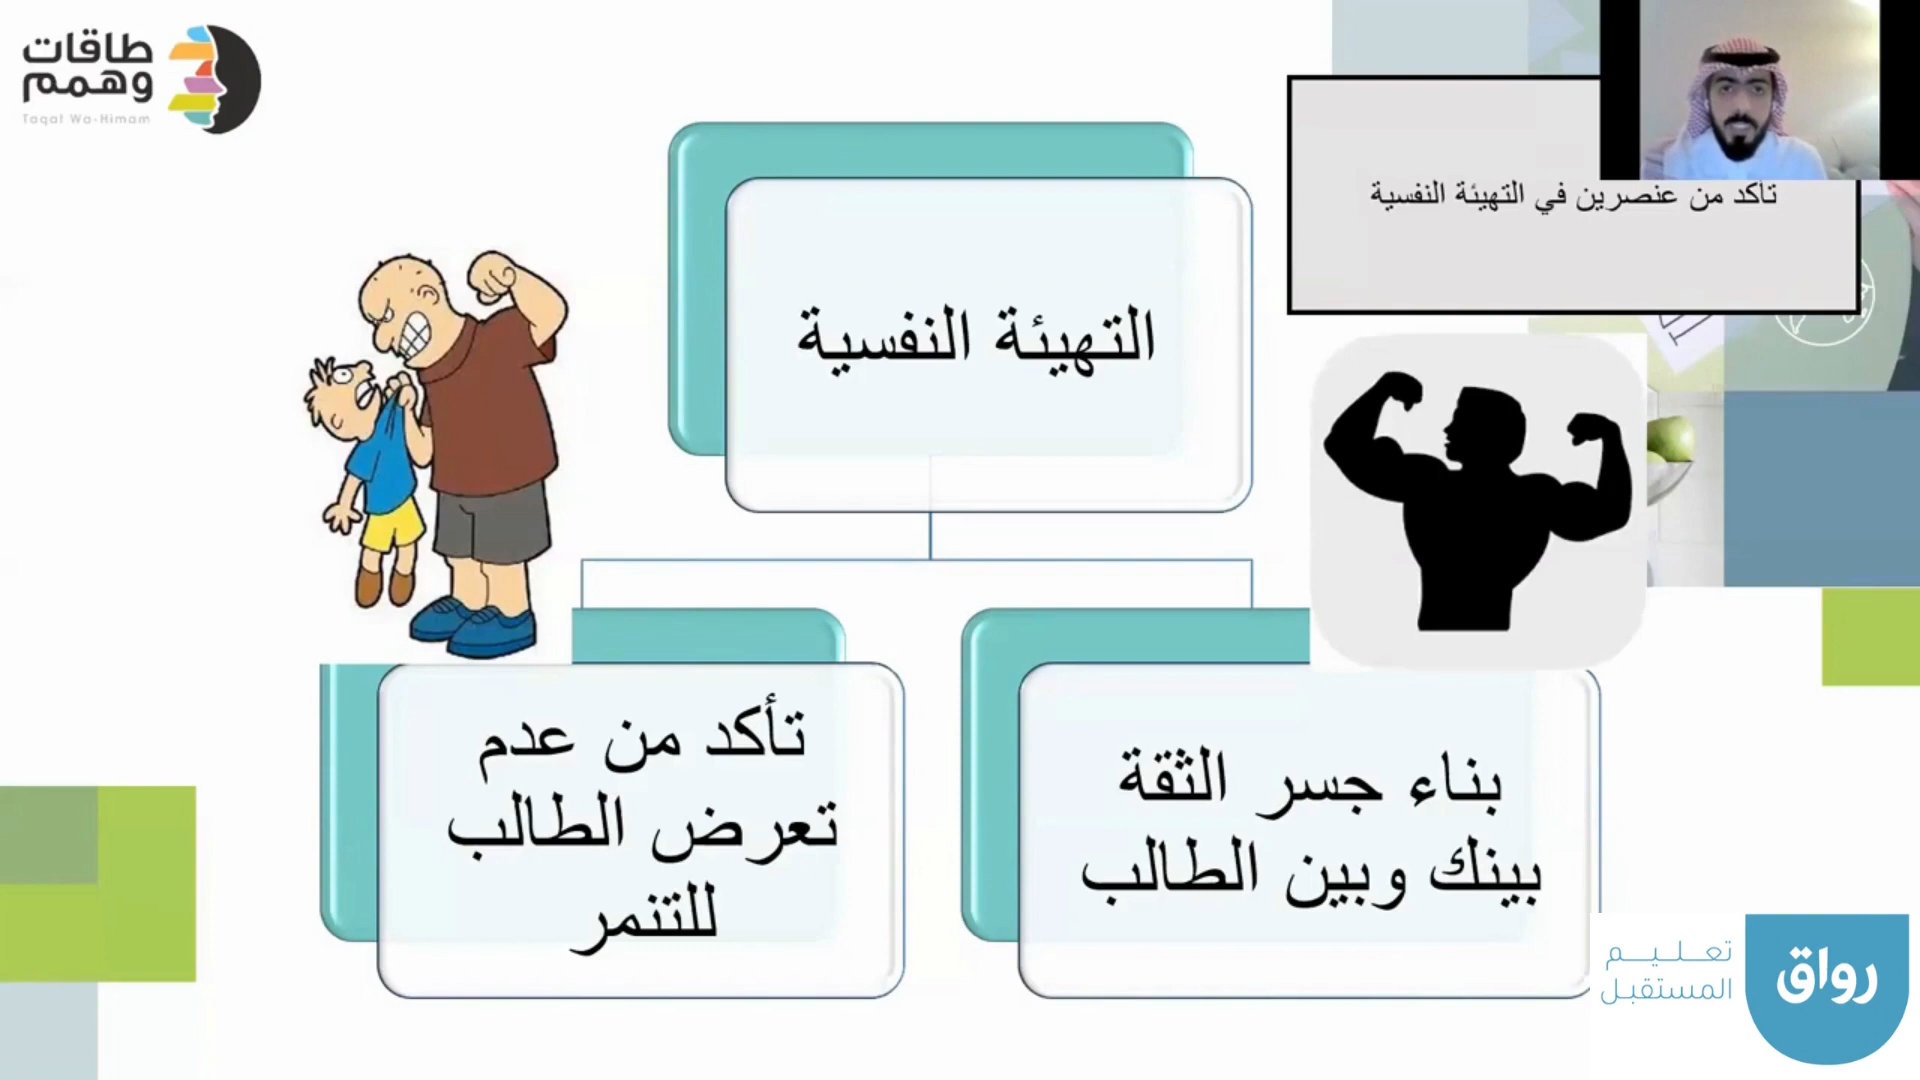 طاقات
وهمم
Taqat Wa-Himam
تأكد من عنصرين في التهيئة النفسية
التهيئة النفسية
بناء جسر الثقة
بينك وبين الطالب
تأكد من عدم
تعرض الطالب
للتنمر
تعليم
المستقبل
رواق